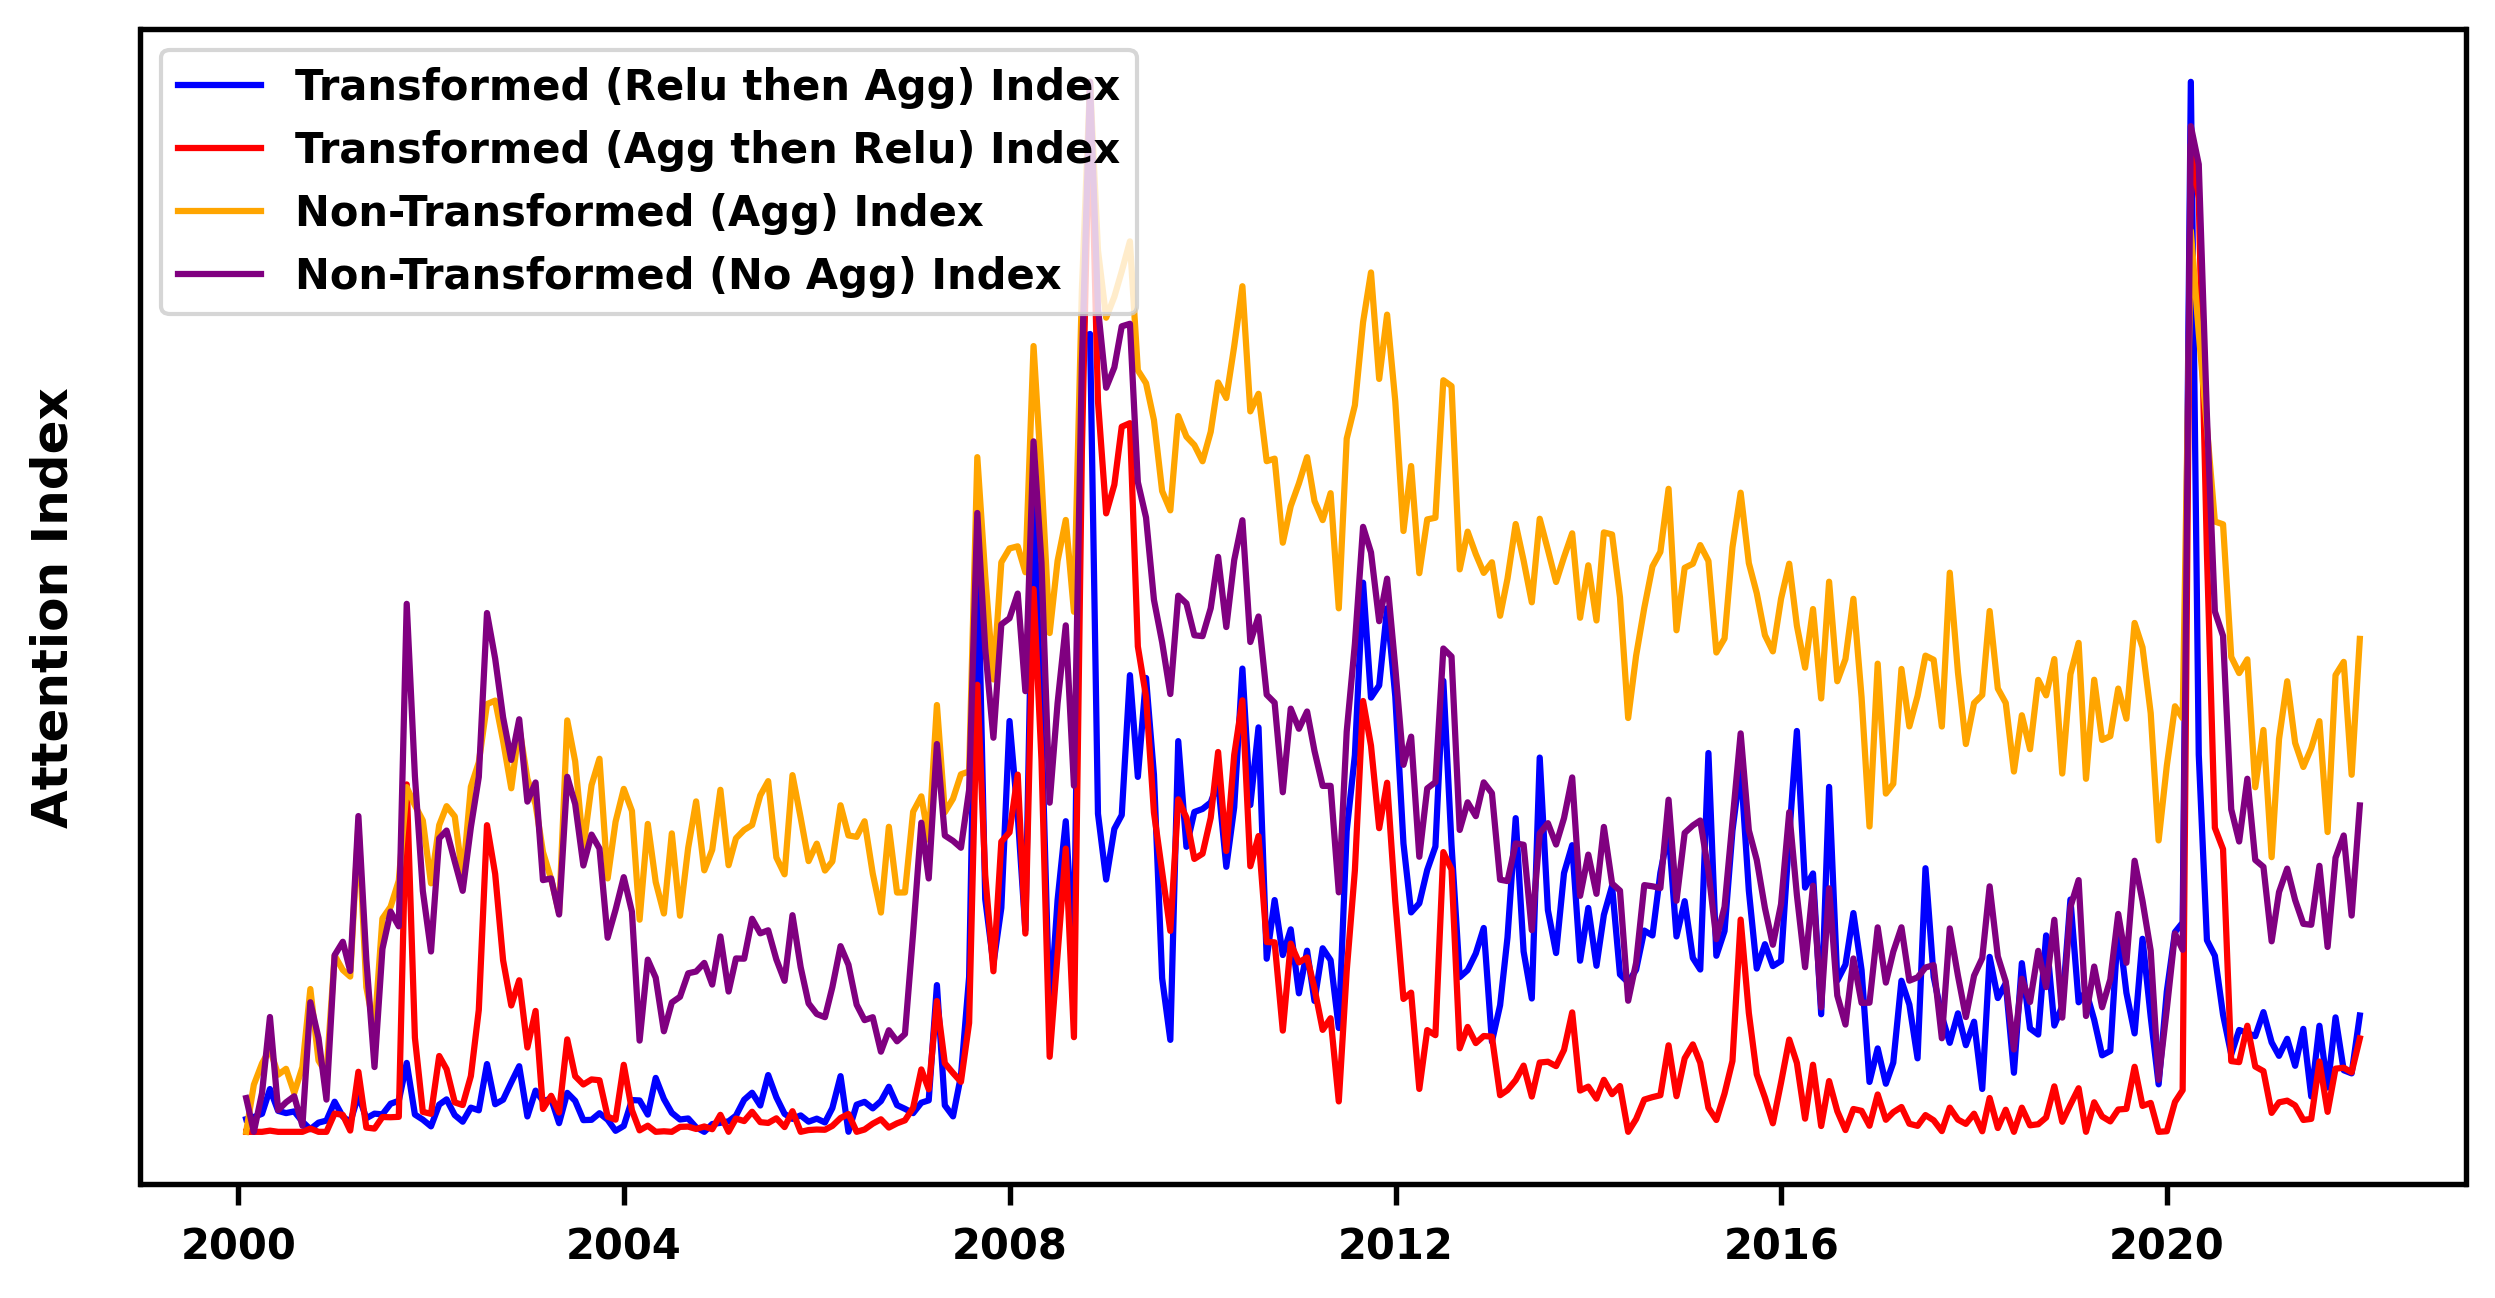 Transformed (Relu then Agg) Index
Transformed (Agg then Relu) Index
Non-Transformed (Agg) Index
Non-Transformed (No Agg) Index
Attention Index
2000 2004 2008 2012 2016 2020